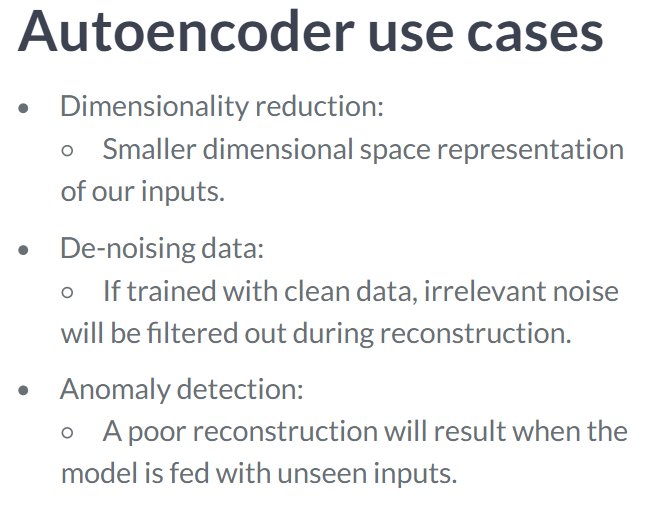 Autoencoder use cases
• Dimensionality reduction:
○ Smaller dimensional space representation
of our inputs.
• De-noising data:
○ If trained with clean data, irrelevant noise
will be filtered out during reconstruction.
• Anomaly detection:
○ A poor reconstruction will result when the
model is fed with unseen inputs.